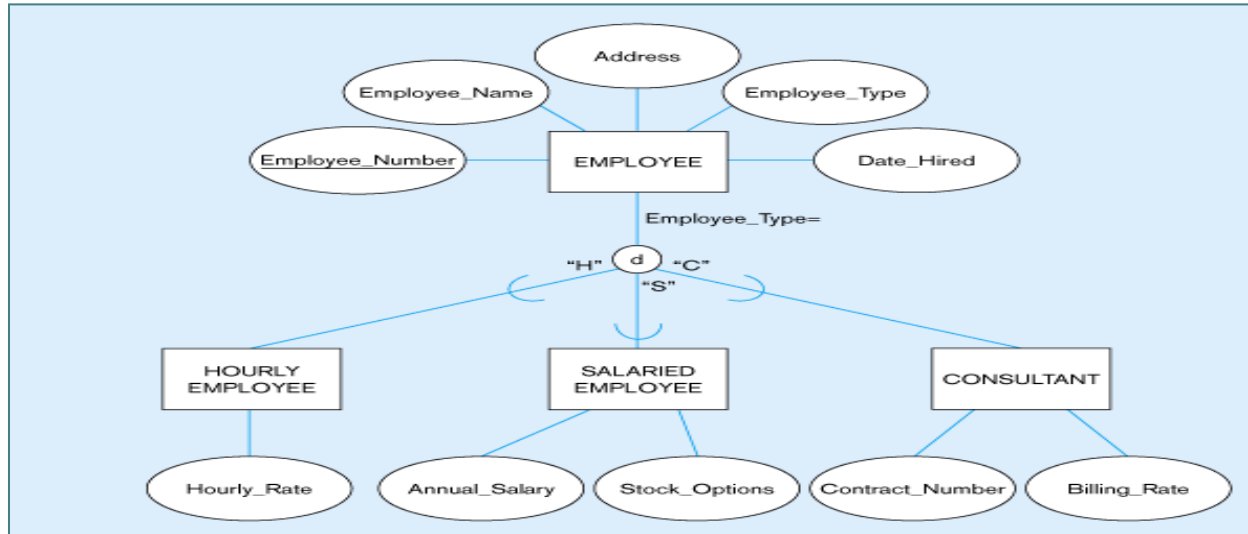 Address
Employee_Name
Employee_Type
Employee_Number
EMPLOYEE
Date_Hired
Employee_Type=
“H”
d
“C”
“S”
HOURLY
EMPLOYEE
SALARIED
EMPLOYEE
CONSULTANT
Hourly_Rate
Annual_Salary
Stock_Options
Contract_Number
Billing_Rate